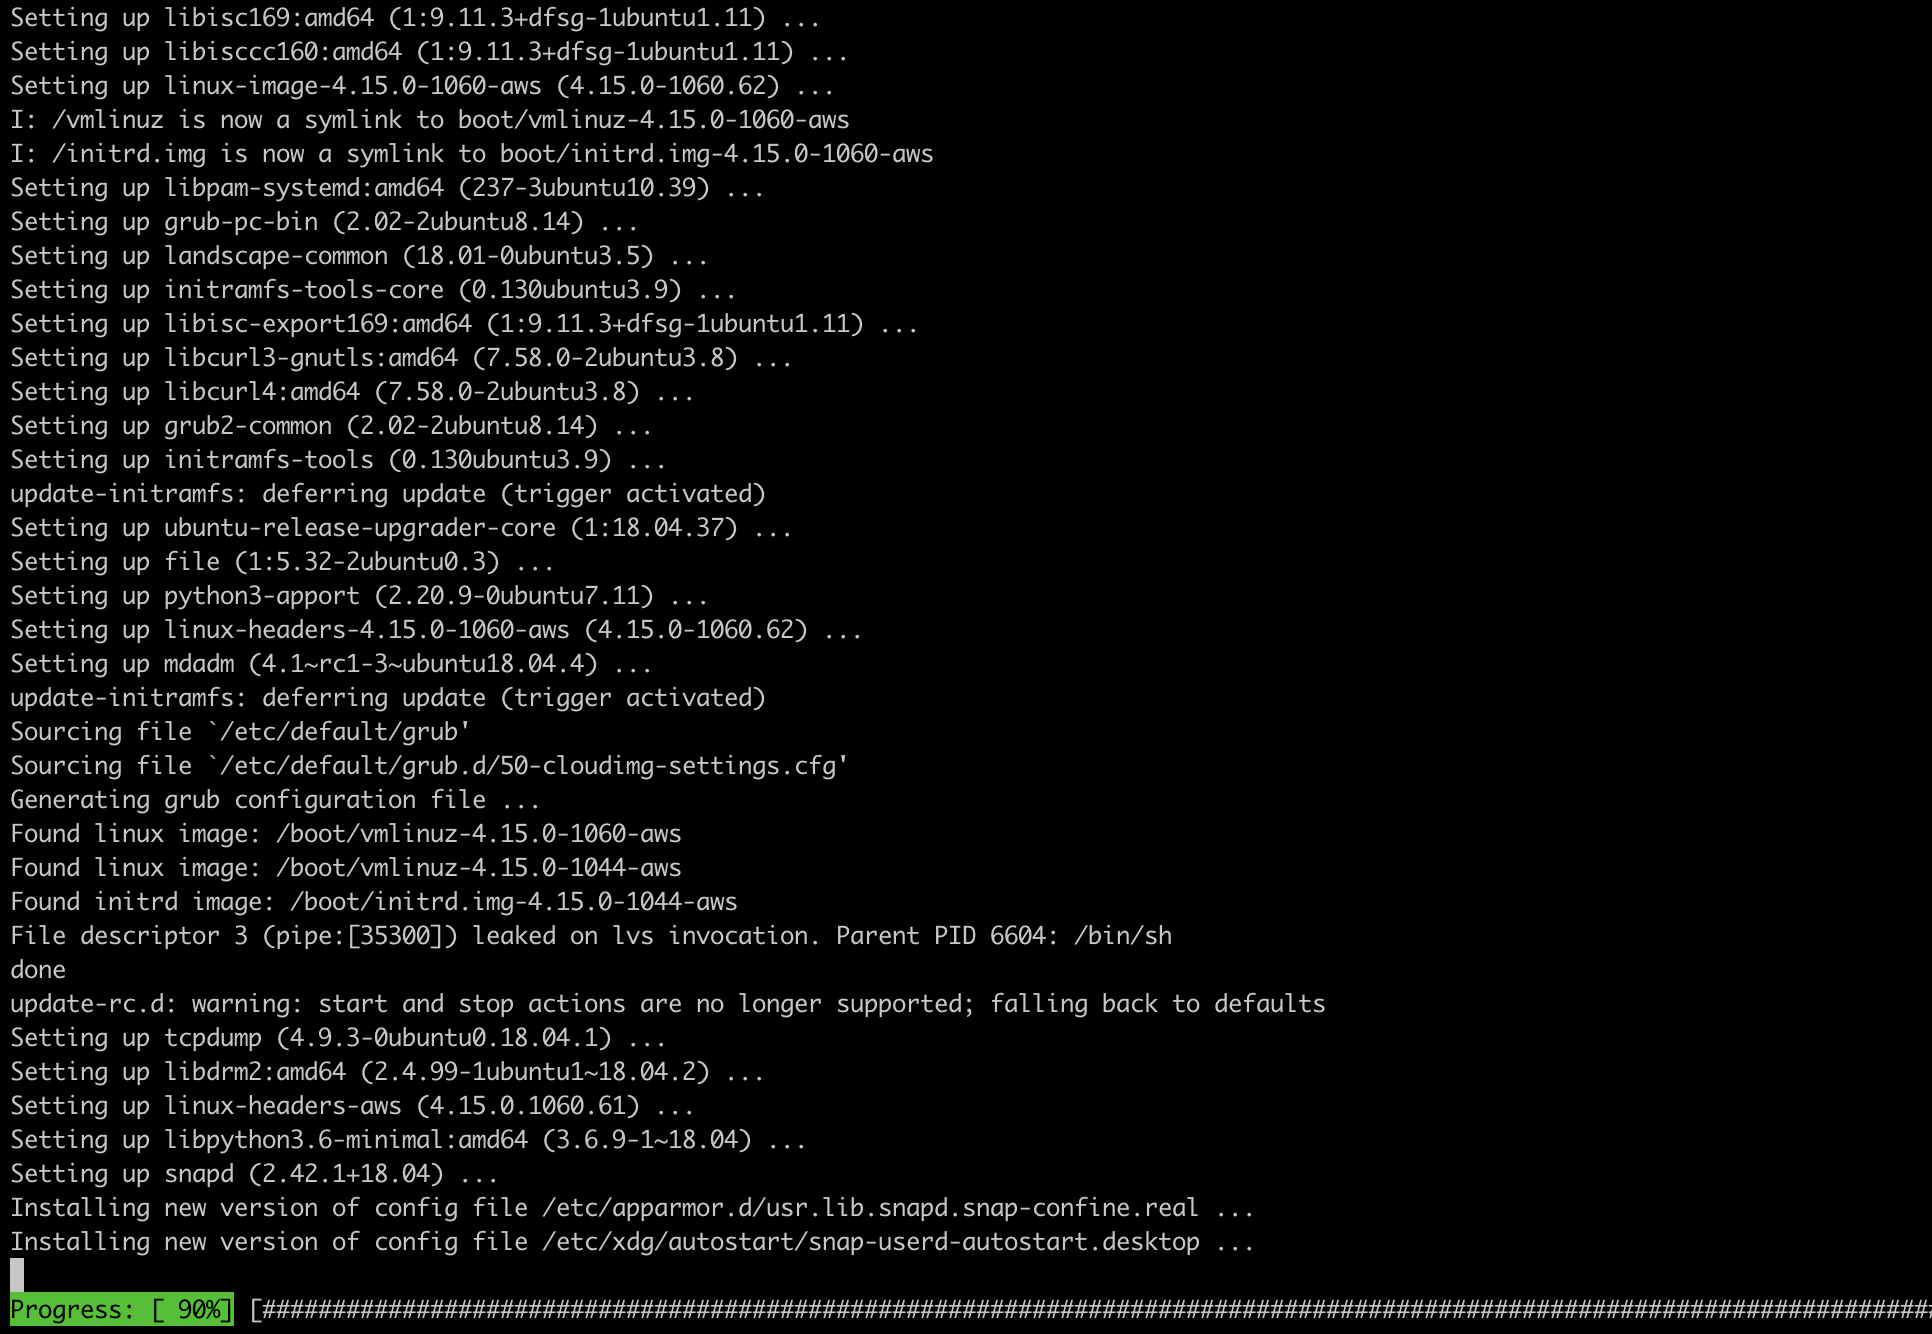 Setting up libisc169:amd64 (1:9.11.3+dfsg-1ubuntu1.11) ...
Setting up libisccc160:amd64 (1:9.11.3+dfsg-1ubuntu1.11) ...
Setting up linux-image-4.15.0-1060-aws (4.15.0-1060.62) ...
I: /vmlinuz is now a symlink to boot/vmlinuz-4.15.0-1060-aws
I: /initrd.img is now a symlink to boot/initrd.img-4.15.0-1060-aws
Setting up libpam-systemd:amd64 (237-3ubuntu10.39) ...
Setting up grub-pc-bin (2.02-2ubuntu8.14) ...
Setting up landscape-common (18.01-0ubuntu3.5) ...
Setting up initramfs-tools-core (0.130ubuntu3.9) ...
Setting up libisc-export169:amd64 (1:9.11.3+dfsg-1ubuntu1.11) ...
Setting up libcurl3-gnutls:amd64 (7.58.0-2ubuntu3.8) ...
Setting up libcurl4:amd64 (7.58.0-2ubuntu3.8) ...
Setting up grub2-common (2.02-2ubuntu8.14) ...
Setting up initramfs-tools (0.130ubuntu3.9) ...
update-initramfs: deferring update (trigger activated)
Setting up ubuntu-release-upgrader-core (1:18.04.37) ...
Setting up file (1:5.32-2ubuntu0.3) ...
Setting up python3-apport (2.20.9-0ubuntu7.11) ...
Setting up linux-headers-4.15.0-1060-aws (4.15.0-1060.62) ...
Setting up mdadm (4.1~rc1-3~ubuntu18.04.4) ...
update-initramfs: deferring update (trigger activated)
Sourcing file `/etc/default/grub'
Sourcing file `/etc/default/grub.d/50-cloudimg-settings.cfg'
Generating grub configuration file ...
Found linux image: /boot/vmlinuz-4.15.0-1060-aws
Found linux image: /boot/vmlinuz-4.15.0-1044-aws
Found initrd image: /boot/initrd.img-4.15.0-1044-aws
File descriptor 3 (pipe:[35300]) leaked on lvs invocation. Parent PID 6604: /bin/sh
done
update-rc.d: warning: start and stop actions are no longer supported; falling back to defaults
Setting up tcpdump (4.9.3-0ubuntu0.18.04.1) ...
Setting up libdrm2:amd64 (2.4.99-1ubuntu1~18.04.2) ...
Setting up linux-headers-aws (4.15.0.1060.61) ...
Setting up libpython3.6-minimal:amd64 (3.6.9-1~18.04) ...
Setting up snapd (2.42.1+18.04) ...
Installing new version of config file /etc/apparmor.d/usr.lib.snapd.snap-confine.real ...
Installing new version of config file /etc/xdg/autostart/snap-userd-autostart.desktop ...
Progress: [ 90%] [#######################################################################################################################